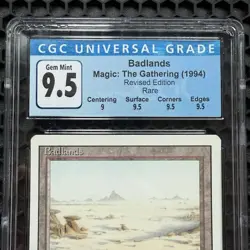 CGC UNIVERSAL GRADE
Gem Mint
9.5
Badlands
Magic: The Gathering (1994)
Revised Edition
Rare
Centering Surface Corners Edges
9 9.5 9.5 9.5
Badlands